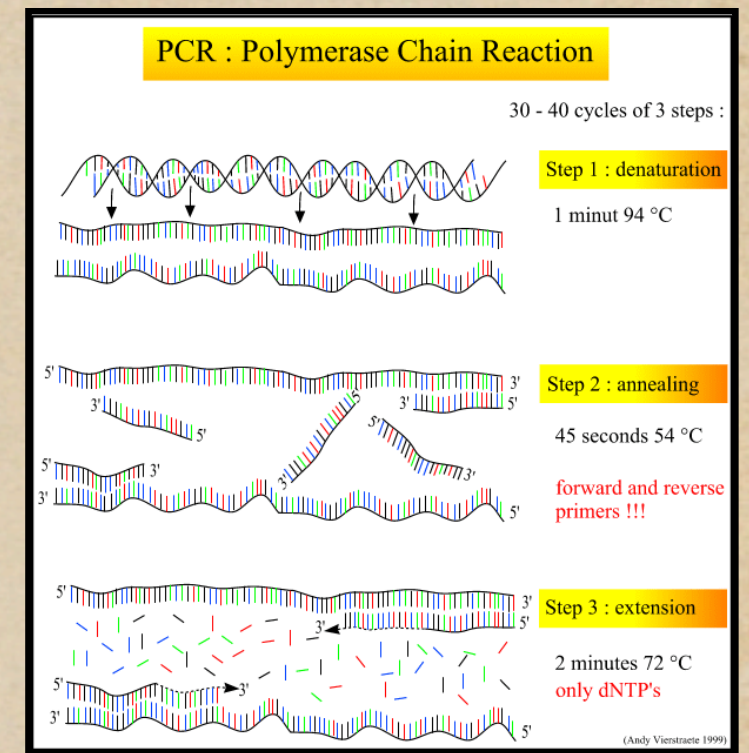 PCR : Polymerase Chain Reaction
30 - 40 cycles of 3 steps :
Step 1 : denaturation
1 minut 94 °C
5'
3'
Step 2 : annealing
3'
5'
3'
5'
5'
5'
45 seconds 54 °C
5'
3'
3'
3'
3'
forward and reverse
primers !!!
5'
5'
3'
Step 3 : extension
3'
5'
2 minutes 72 °C
5'
3'
only dNTP's
3'
5'
(Andy Vierstraete 1999)